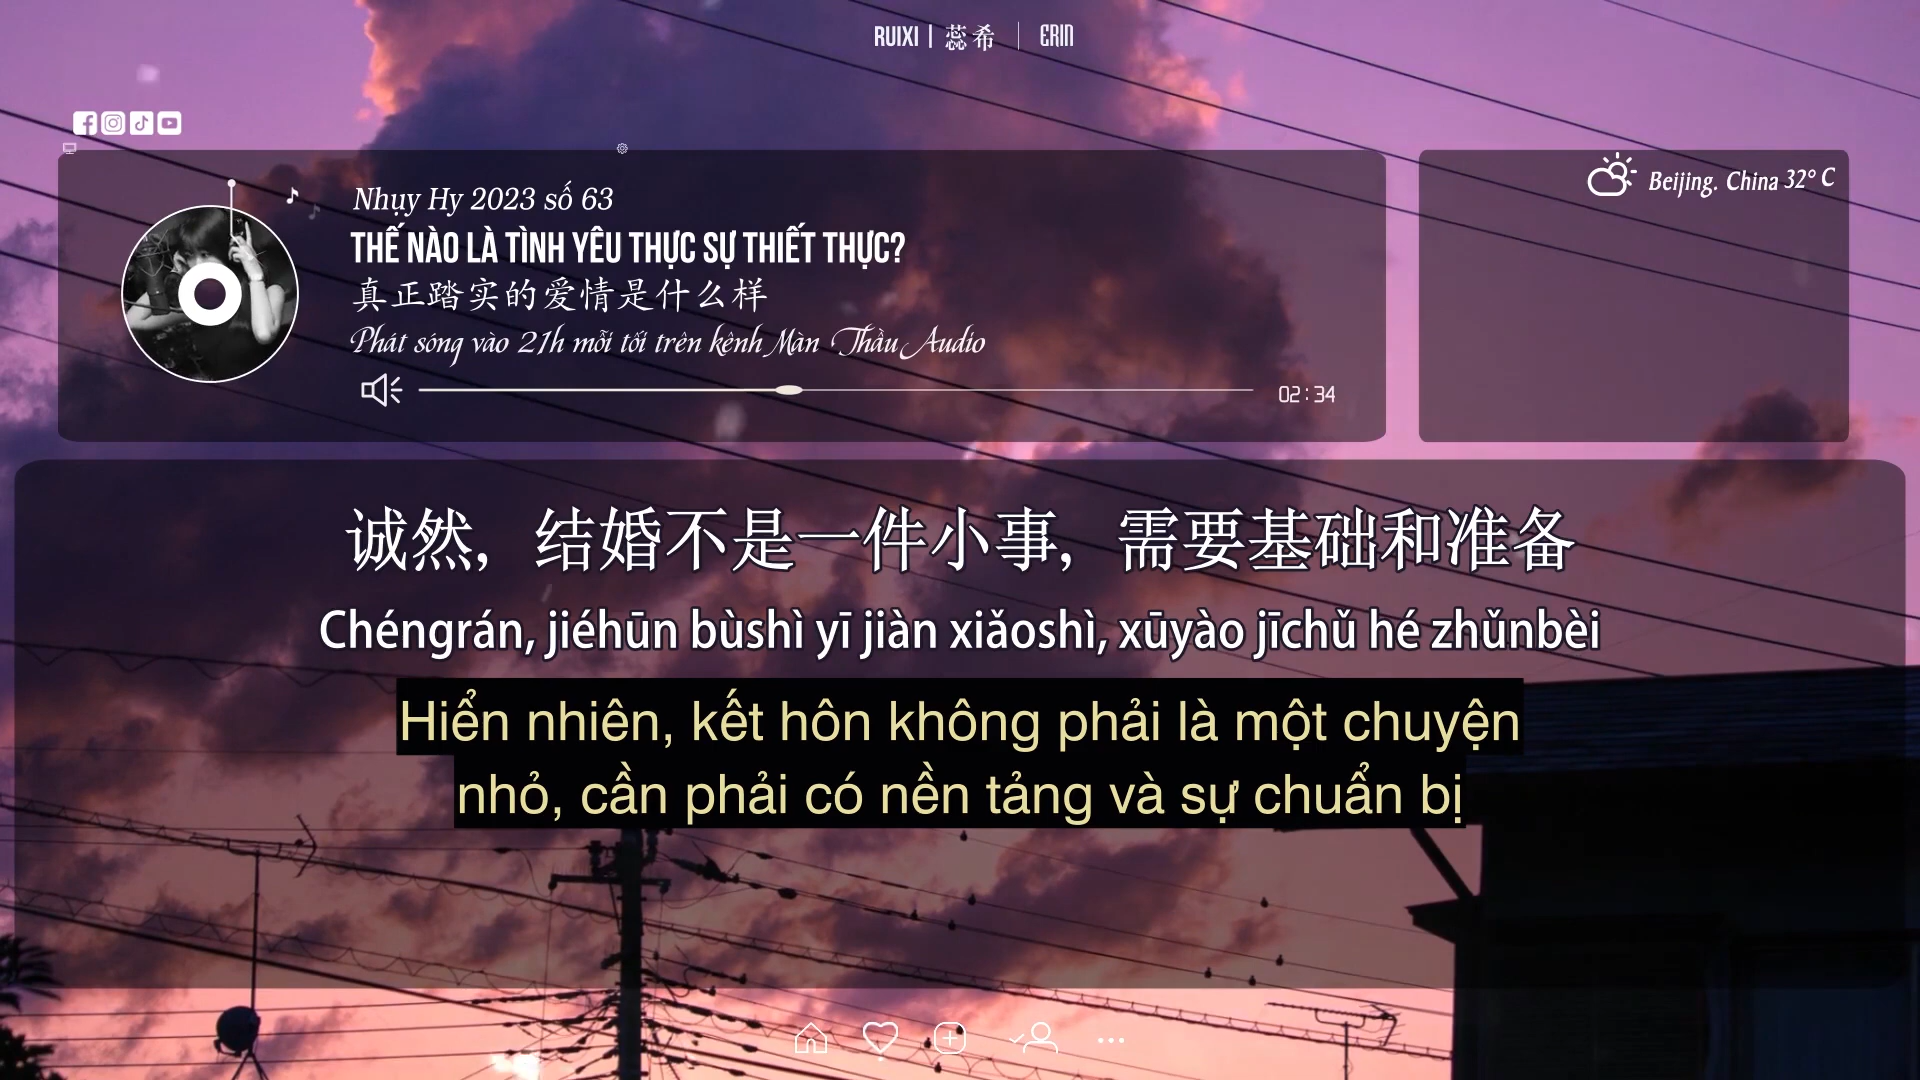 RUIXI | 蕊希 | ERIN
Nhụy Hy 2023 số 63
THẾ NÀO LÀ TÌNH YÊU THỰC SỰ THIẾT THỰC?
真正踏实的爱情是什么样
Phát sóng vào 21h mỗi tối trên kênh Màn Thầu Audio
02:34
Beijing. China 32° C
诚然，结婚不是一件小事，需要基础和准备
Chéngrán, jiéhūn bùshì yī jiàn xiǎoshì, xūyào jīchǔ hé zhǔnbèi
Hiển nhiên, kết hôn không phải là một chuyện
nhỏ, cần phải có nền tảng và sự chuẩn bị